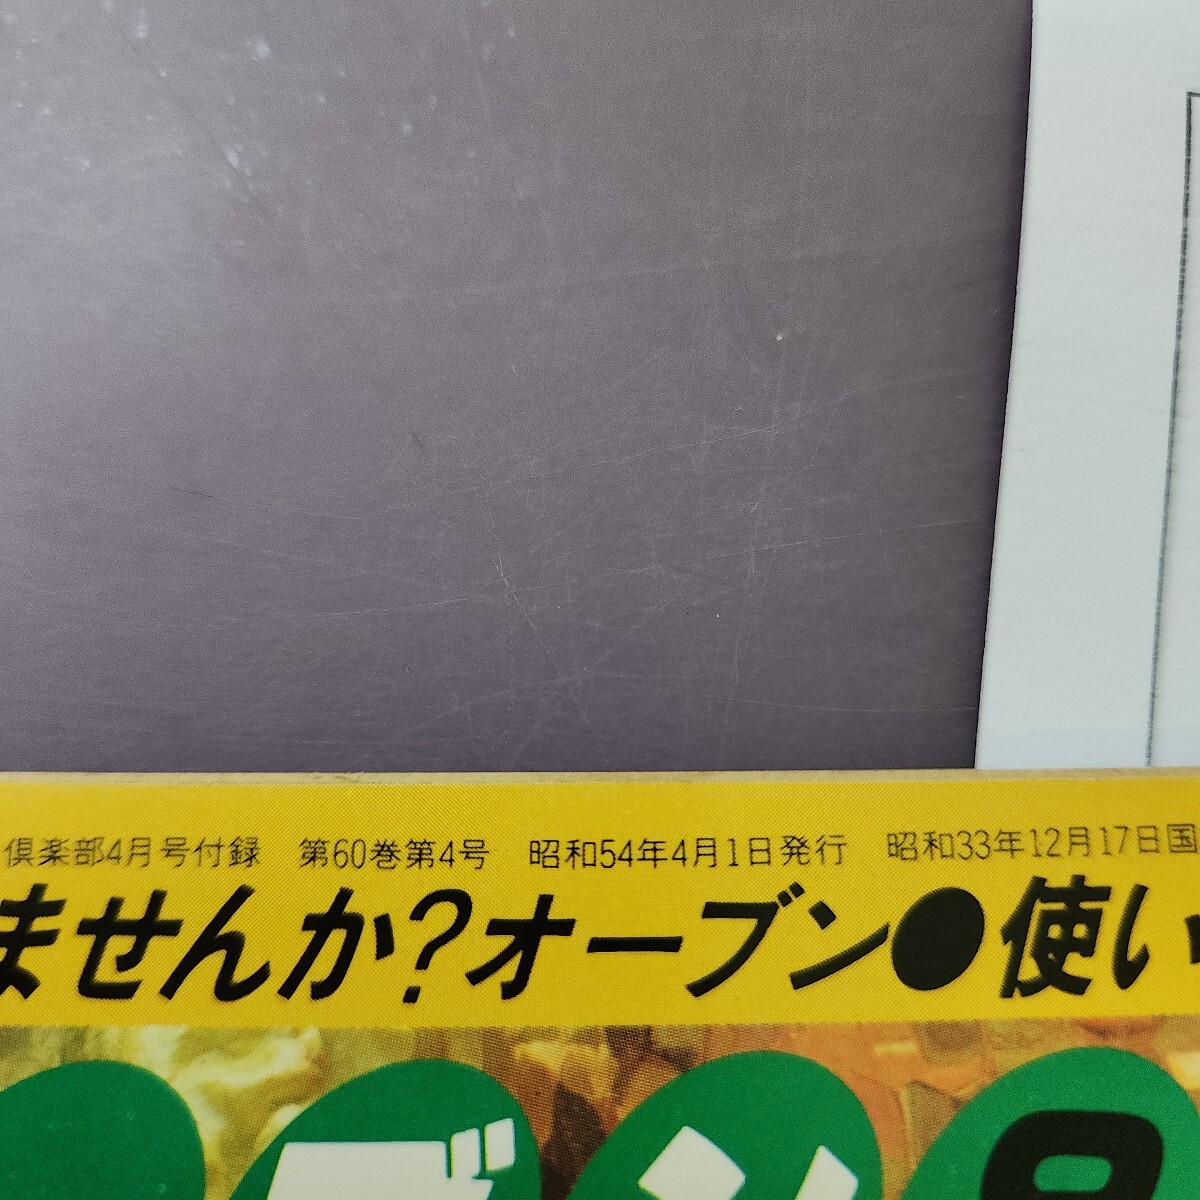 倶楽部4月号付録 第60巻第4号 昭和54年4月1日発行 昭和33年12月17日国
ませんか?オーブン●使い